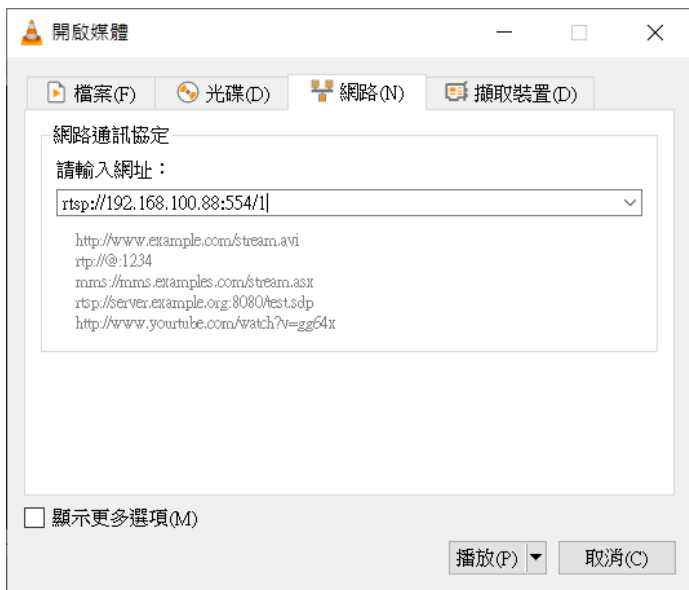 開啟媒體
檔案(F) 光碟(D) 網路(N) 擷取裝置(D)
網路通訊協定
請輸入網址：
rtsp://192.168.100.88:554/1
http://www.example.com/stream.avi
rtp://@:1234
mms://mms.examples.com/stream.asx
rtsp://server.example.org:8080/test.sdp
http://www.yourtube.com/watch?v=gg64x
顯示更多選項(M)
播放(P) 取消(C)